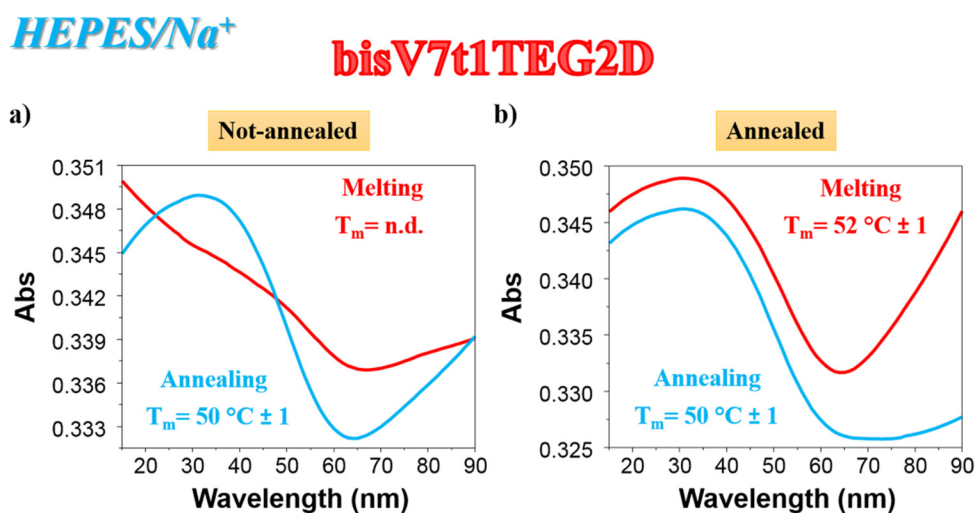 HEPES/Na⁺
bisV7t1TEG2D
a)
Not-annealed
0.351
0.348
0.345
0.342
0.339
0.336
0.333
Abs
Melting
Tₘ= n.d.
Annealing
Tₘ= 50 °C ± 1
20 30 40 50 60 70 80 90
Wavelength (nm)
b)
Annealed
0.350
0.345
0.340
0.335
0.330
0.325
Abs
Melting
Tₘ= 52 °C ± 1
Annealing
Tₘ= 50 °C ± 1
20 30 40 50 60 70 80 90
Wavelength (nm)